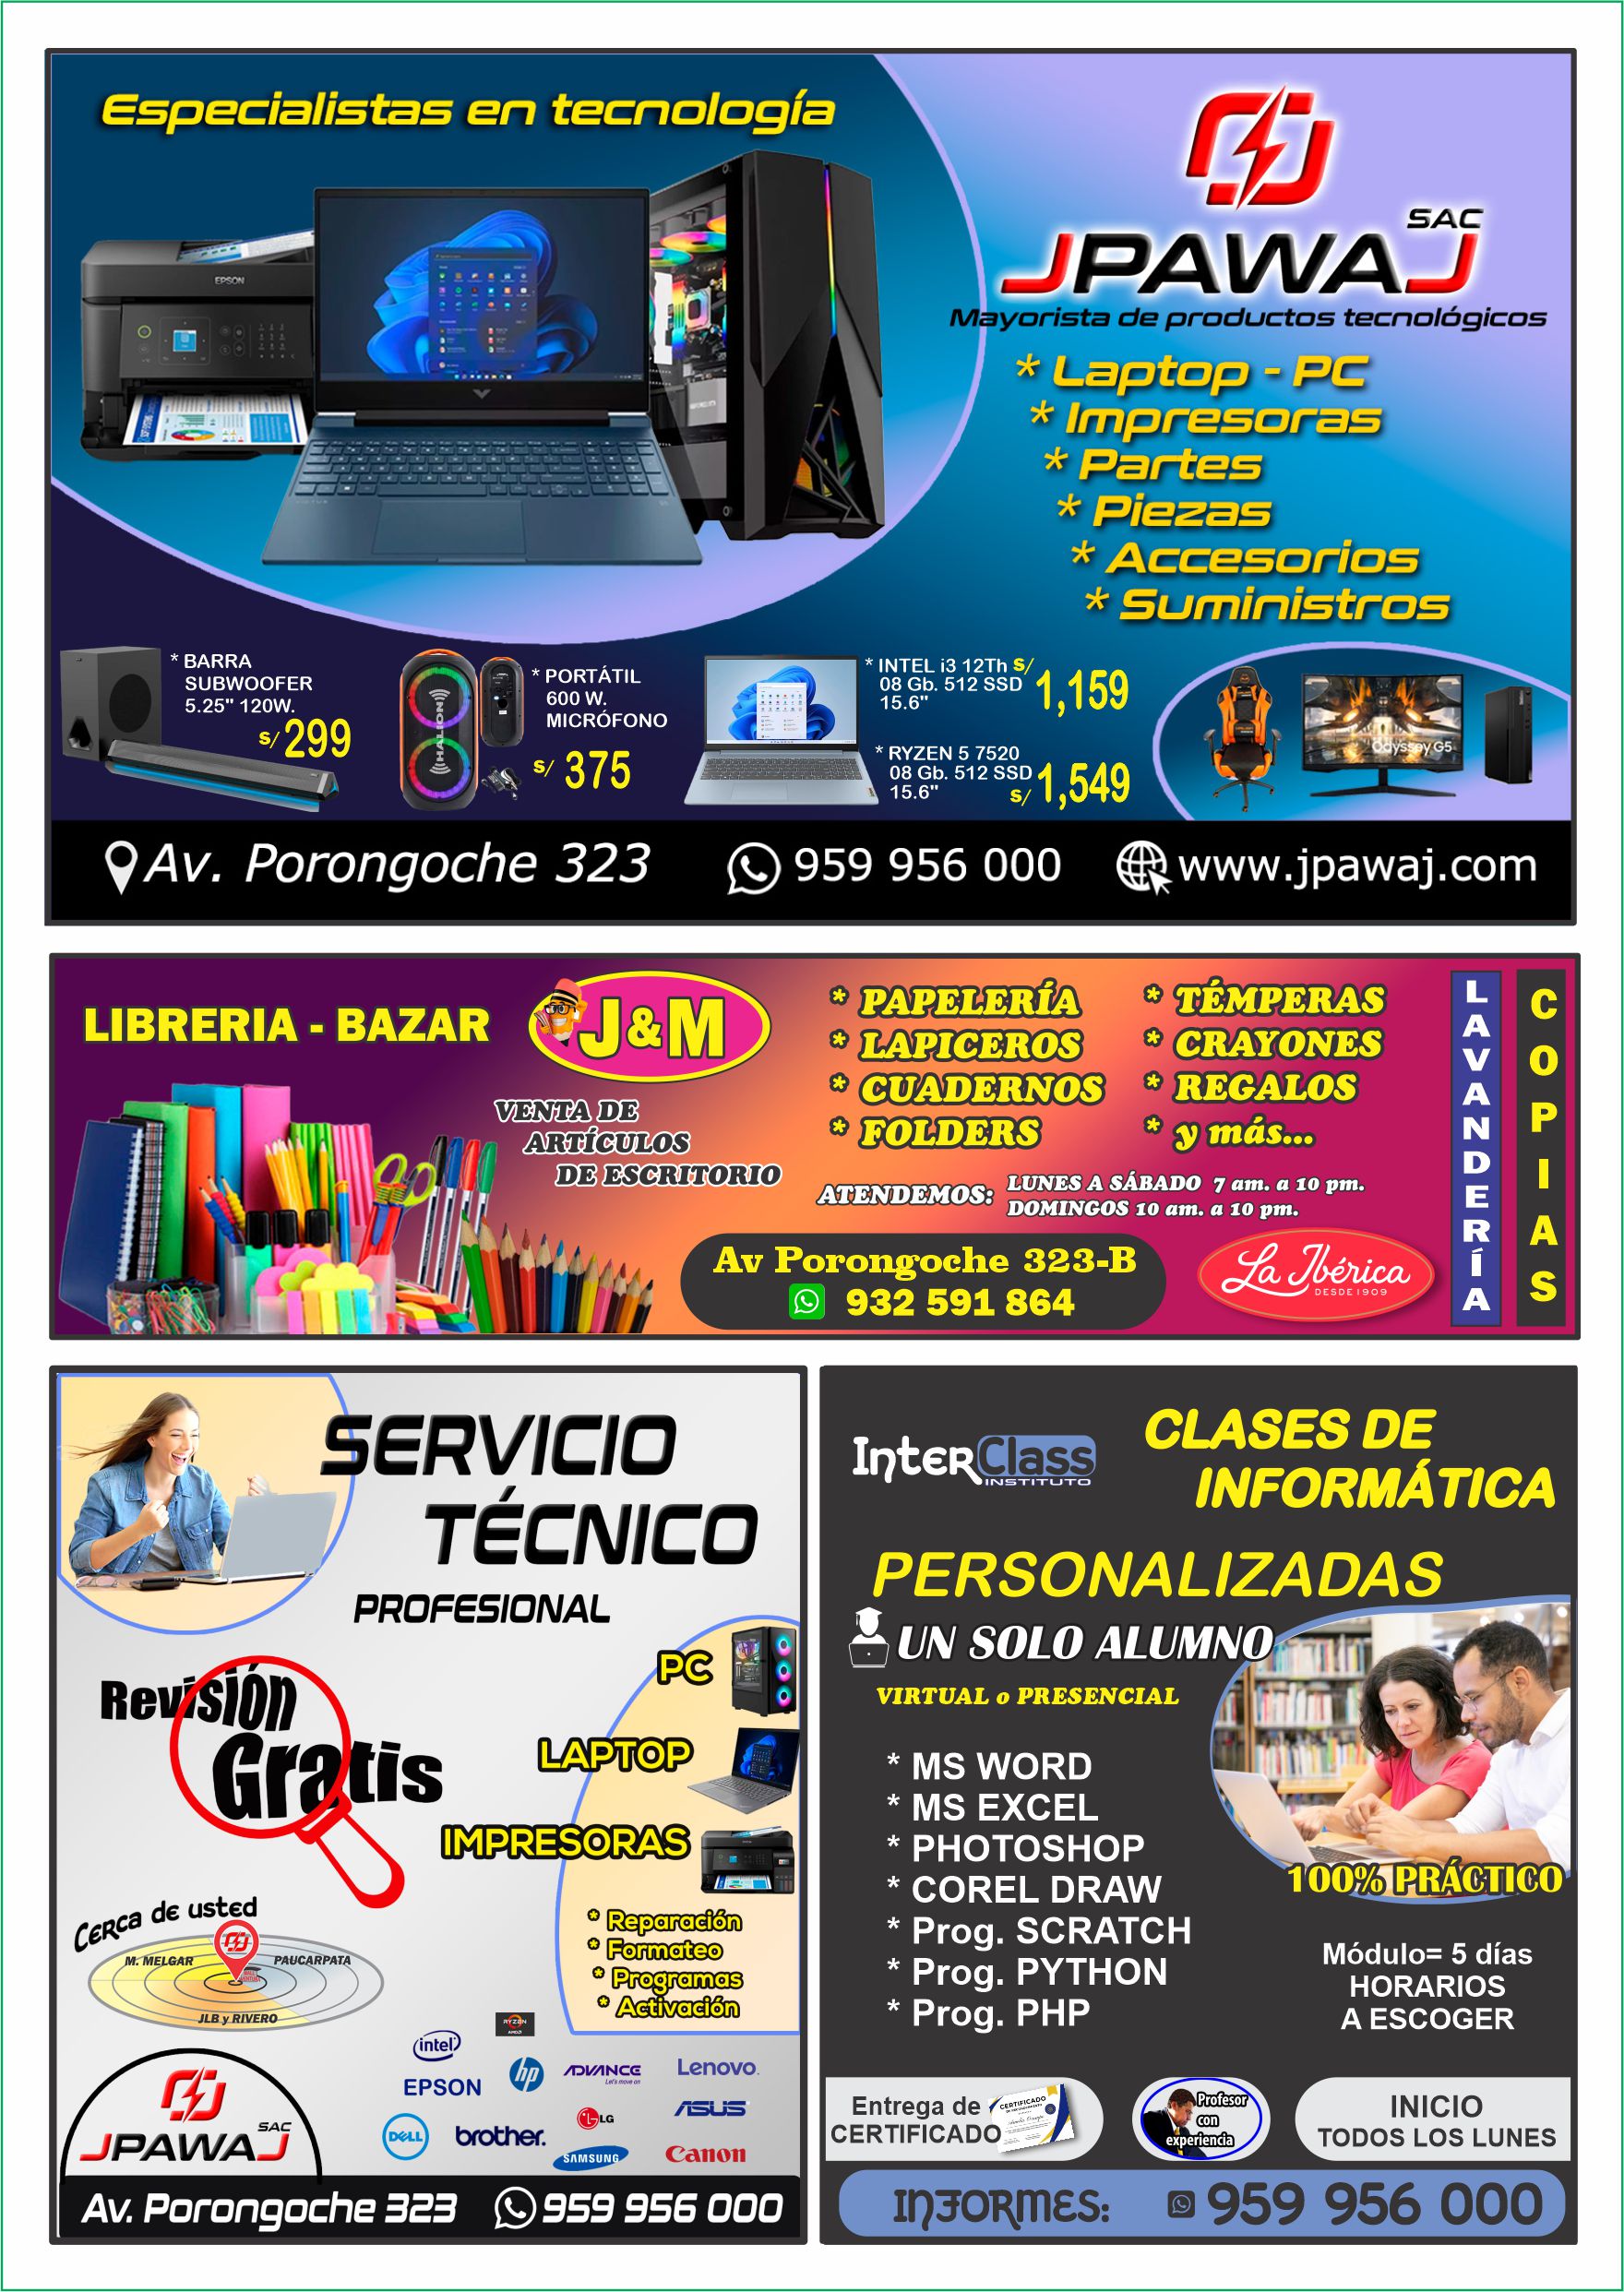 Especialistas en tecnología
SAC
JPAWAJ
Mayorista de productos tecnológicos
* Laptop - PC
* Impresoras
* Partes
* Piezas
* Accesorios
* Suministros
EPSON
* BARRA
SUBWOOFER
5.25" 120W.
S/ 299
HALION
* PORTÁTIL
600 W.
MICRÓFONO
S/ 375
* INTEL i3 12Th S/ 1,159
08 Gb. 512 SSD
15.6"
* RYZEN 5 7520
08 Gb. 512 SSD
15.6" S/ 1,549
Odyssey G5
Av. Porongoche 323
959 956 000
www.jpawaj.com
LIBRERIA - BAZAR
J&M
VENTA DE
ARTÍCULOS
DE ESCRITORIO
* PAPELERÍA
* LAPICEROS
* CUADERNOS
* FOLDERS
* TÉMPERAS
* CRAYONES
* REGALOS
* y más...
ATENDEMOS: LUNES A SÁBADO 7 am. a 10 pm.
DOMINGOS 10 am. a 10 pm.
Av Porongoche 323-B
932 591 864
La Ibérica
DESDE 1909
LAVANDERÍA
COPIAS
SERVICIO
TÉCNICO
PROFESIONAL
Revisión
Gratis
PC
LAPTOP
IMPRESORAS
* Reparación
* Formateo
* Programas
* Activación
Cerca de usted
M. MELGAR
PAUCARPATA
JLB y RIVERO
RYZEN
AMD
intel
hp
ADVANCE
Let's move on
Lenovo.
EPSON
ASUS
LG
DELL
brother.
SAMSUNG
Canon
SAC
JPAWAJ
Av. Porongoche 323
959 956 000
InterClass
INSTITUTO
CLASES DE
INFORMÁTICA
PERSONALIZADAS
UN SOLO ALUMNO
VIRTUAL o PRESENCIAL
* MS WORD
* MS EXCEL
* PHOTOSHOP
* COREL DRAW
* Prog. SCRATCH
* Prog. PYTHON
* Prog. PHP
100% PRÁCTICO
Módulo= 5 días
HORARIOS
A ESCOGER
Entrega de
CERTIFICADO
CERTIFICADO
Profesor
con
experiencia
INICIO
TODOS LOS LUNES
INFORMES: 959 956 000